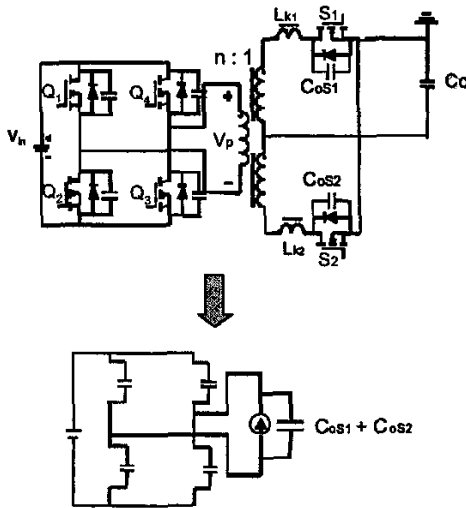 Lk1
S1
n : 1
CoS1
Co
Q1
Q4
+
Vin
Vp
-
Q2
Q3
CoS2
Lk2
S2
CoS1 + CoS2